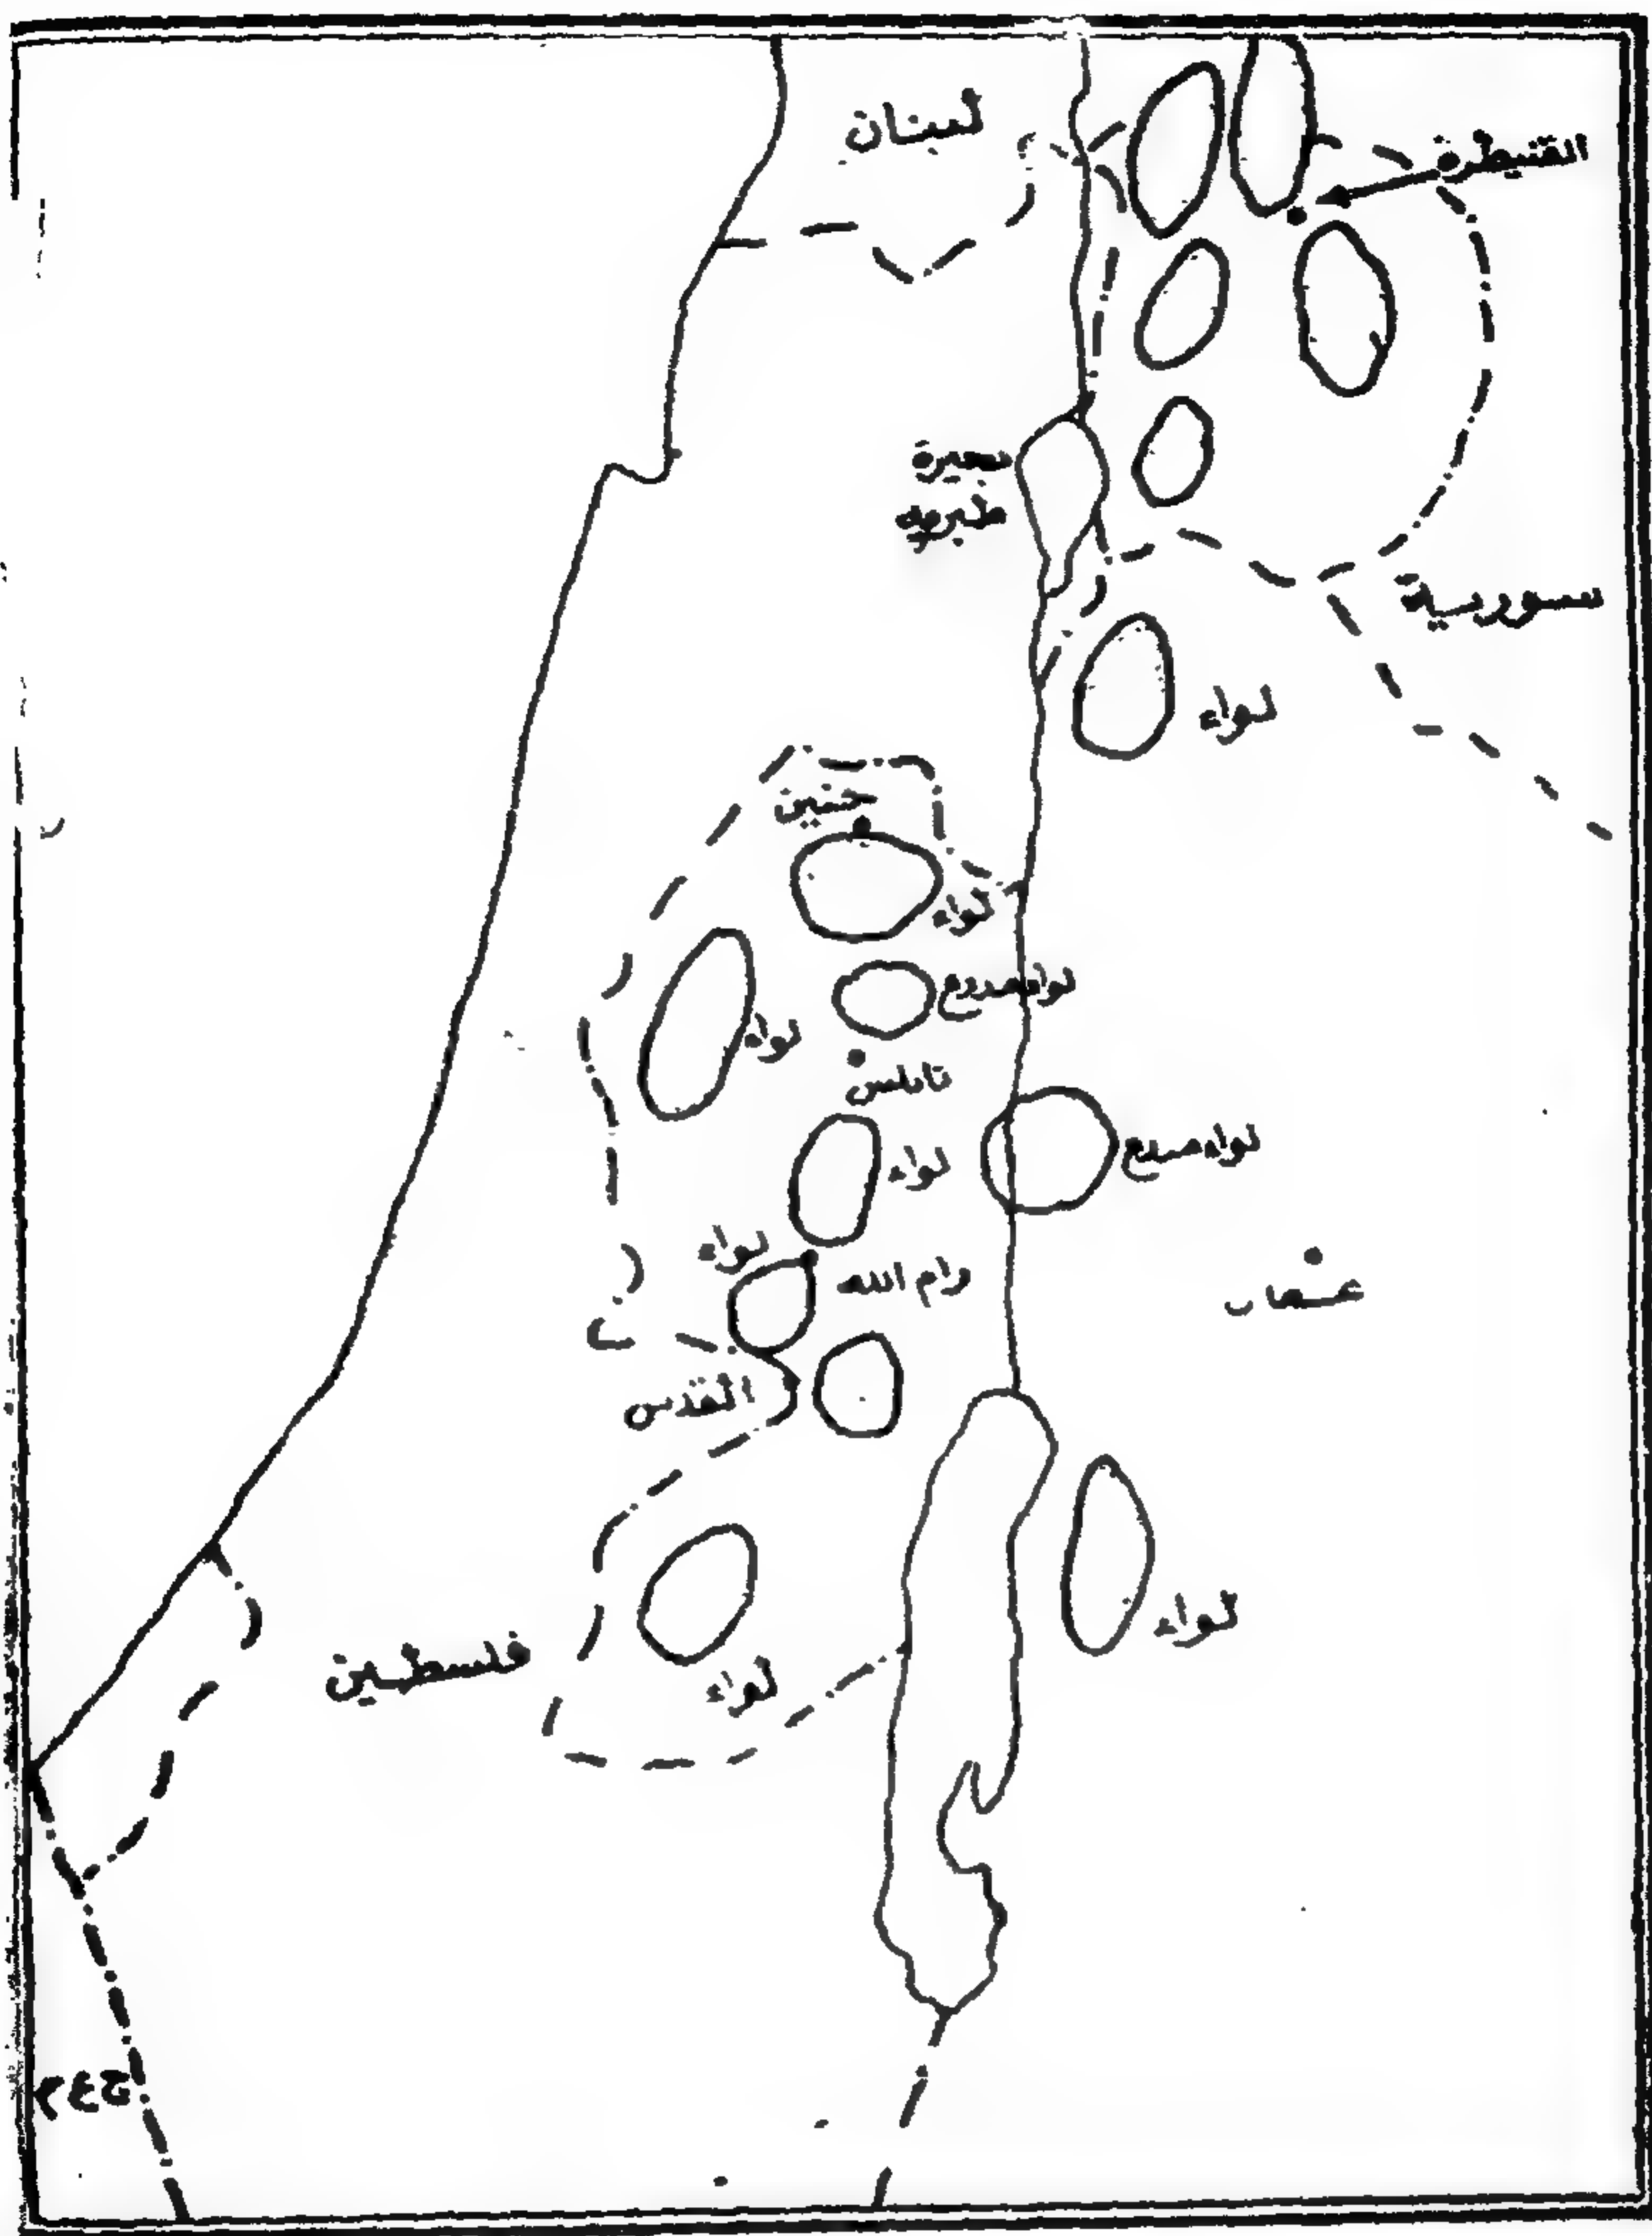 لبنان
القنيطرة
بحيرة
طبريه
سورية
لواء
جنين
لواء
لواء مدرع
لواء
نابلس
لواء
لواء مدرع
لواء
رام الله
عمان
القدس
لواء
فلسطين
لواء
ج ع م